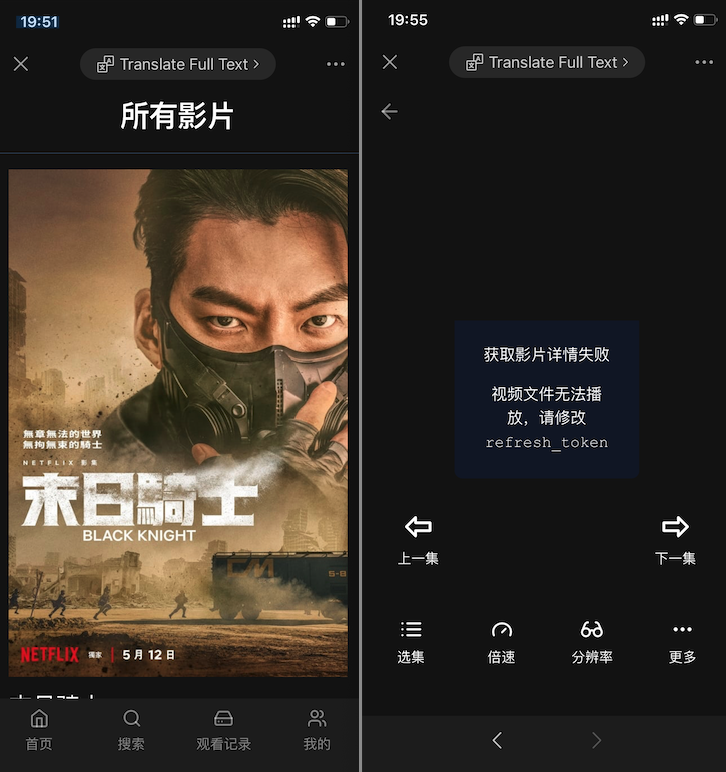 19:51
Translate Full Text
所有影片
無章無法的世界
無拘無束的騎士
NETFLIX 影集
末日騎士
BLACK KNIGHT
CM
S-8
NETFLIX 獨家 | 5月12日
首页
搜索
观看记录
我的
19:55
Translate Full Text
获取影片详情失败
视频文件无法播
放，请修改
refresh_token
上一集
下一集
选集
倍速
分辨率
更多